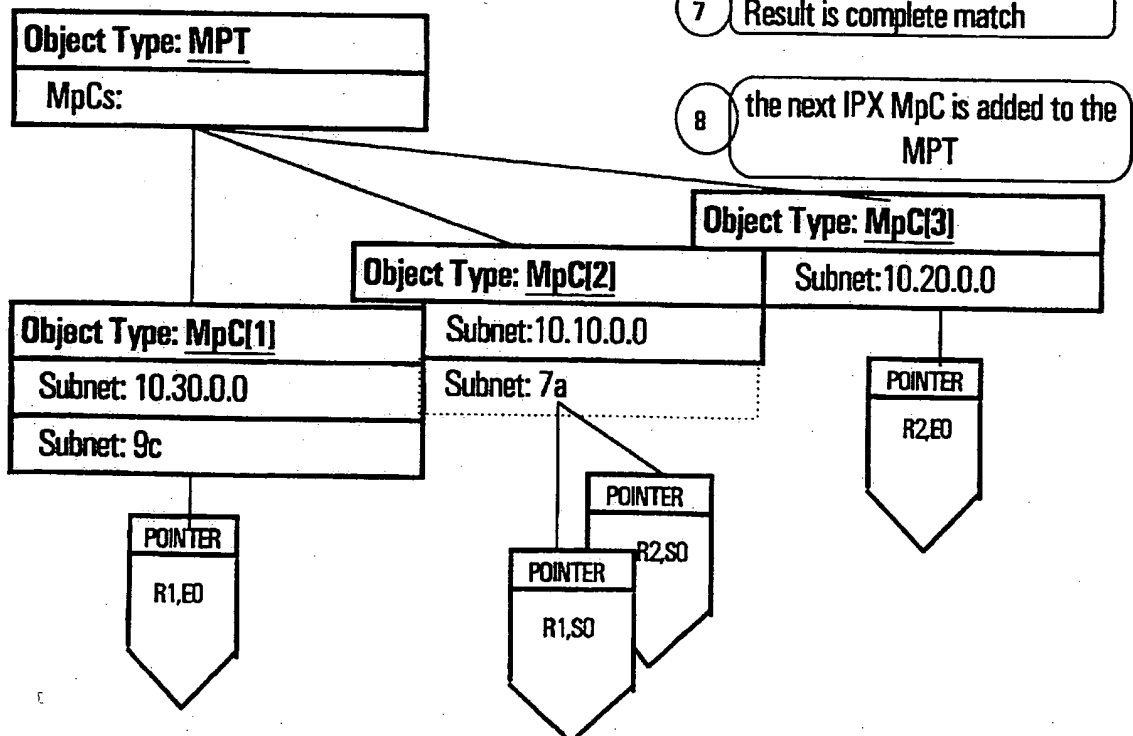 7 Result is complete match
Object Type: MPT
MpCs:
8 the next IPX MpC is added to the
MPT
Object Type: MpC[3]
Subnet:10.20.0.0
Object Type: MpC[2]
Subnet:10.10.0.0
Subnet: 7a
Object Type: MpC[1]
Subnet: 10.30.0.0
Subnet: 9c
POINTER
R2,E0
POINTER
R2,S0
POINTER
R1,E0
POINTER
R1,S0